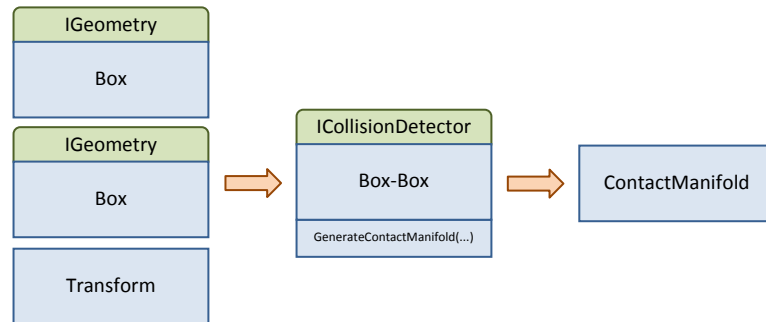 IGeometry
Box
IGeometry
Box
Transform
ICollisionDetector
Box-Box
GenerateContactManifold(...)
ContactManifold